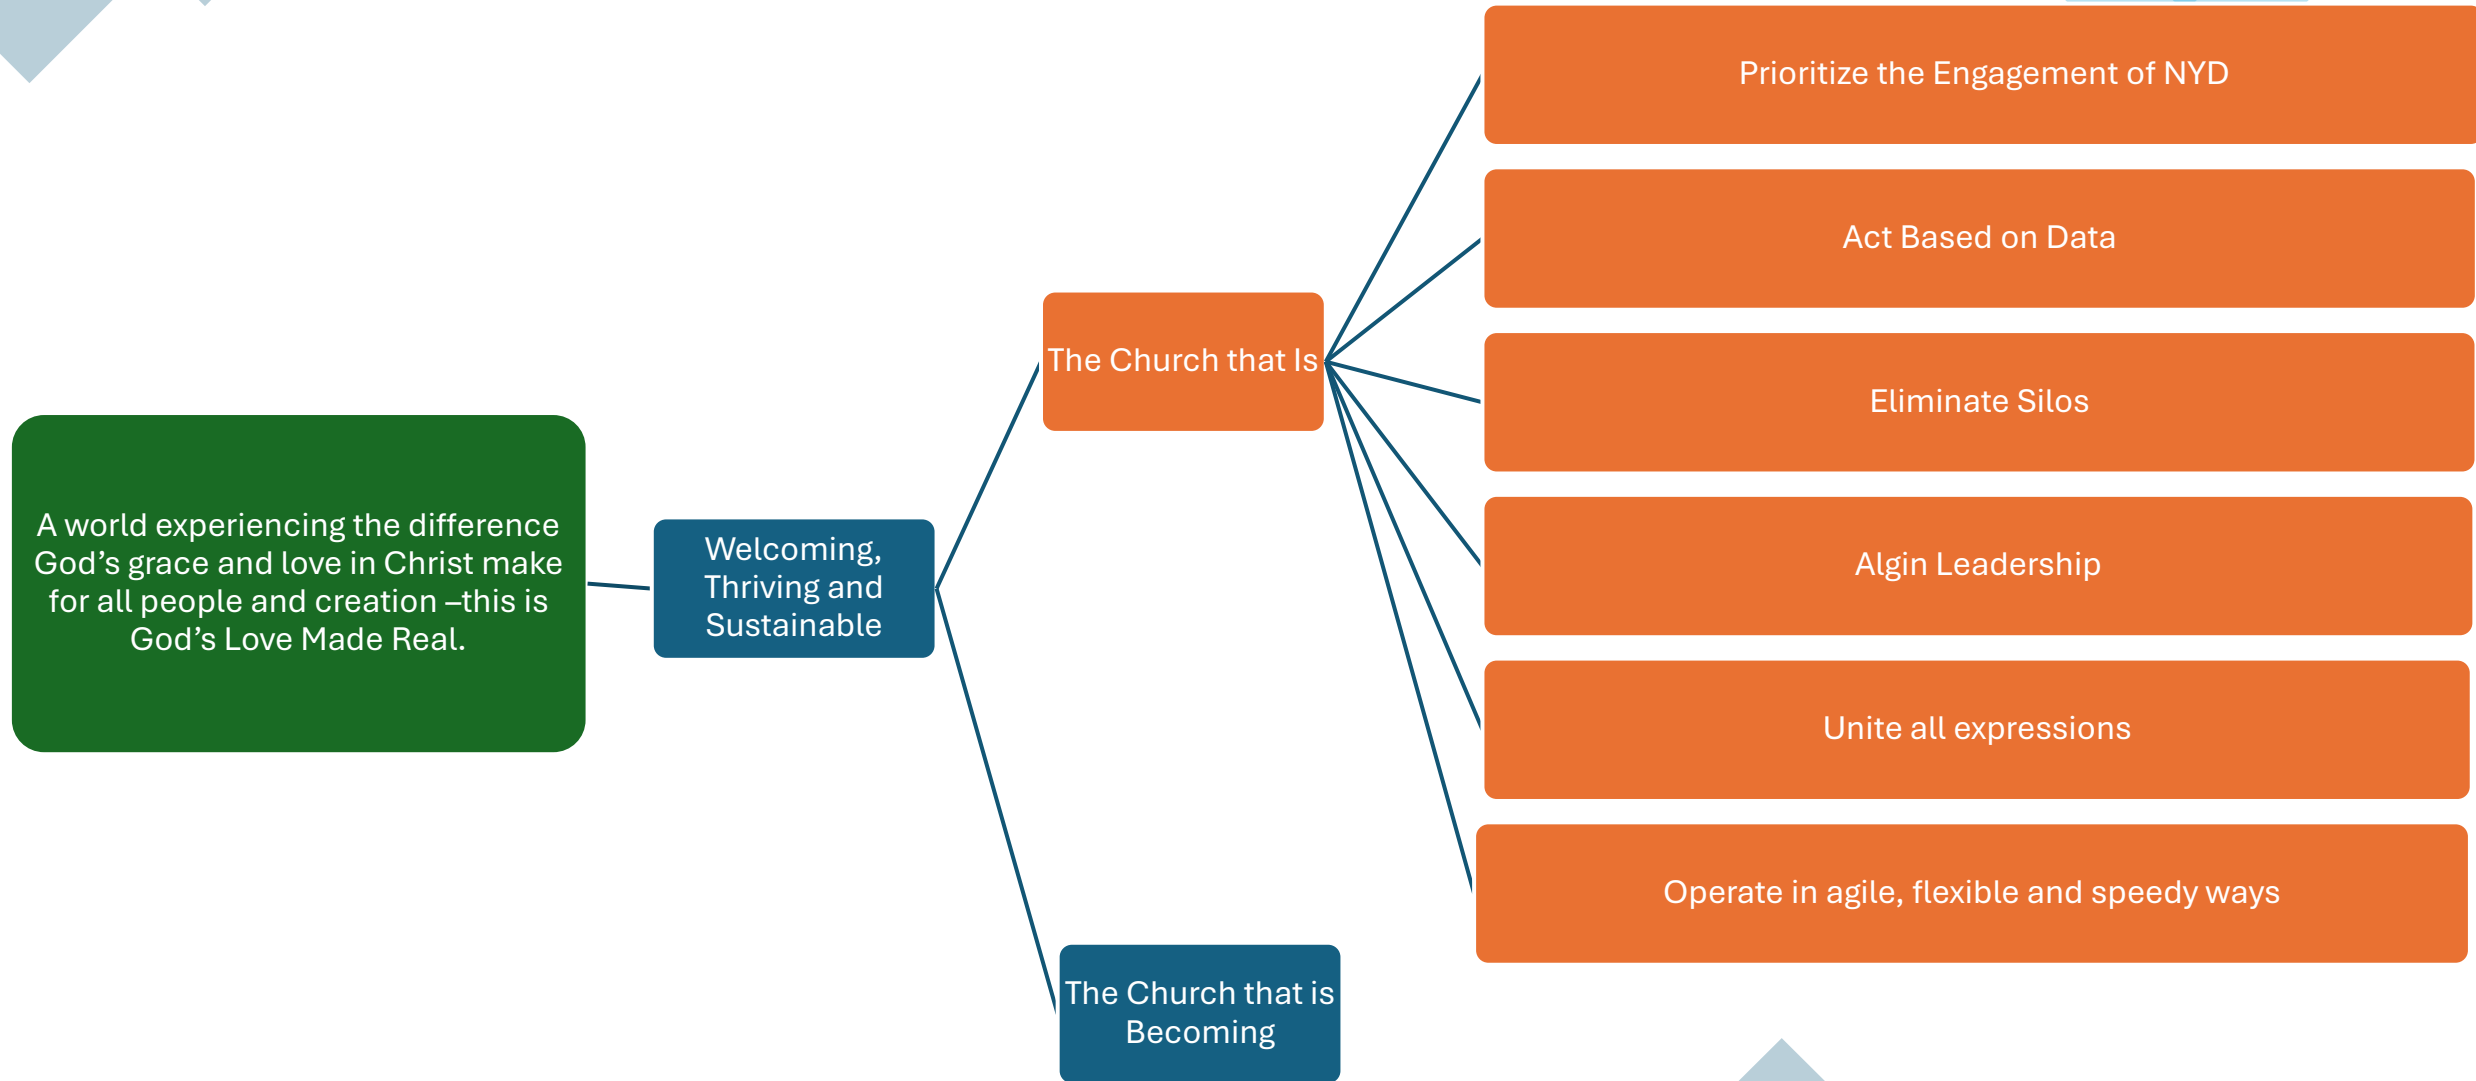 A world experiencing the difference
God’s grace and love in Christ make
for all people and creation –this is
God’s Love Made Real.
Welcoming,
Thriving and
Sustainable
The Church that Is
Prioritize the Engagement of NYD
Act Based on Data
Eliminate Silos
Algin Leadership
Unite all expressions
Operate in agile, flexible and speedy ways
The Church that is
Becoming